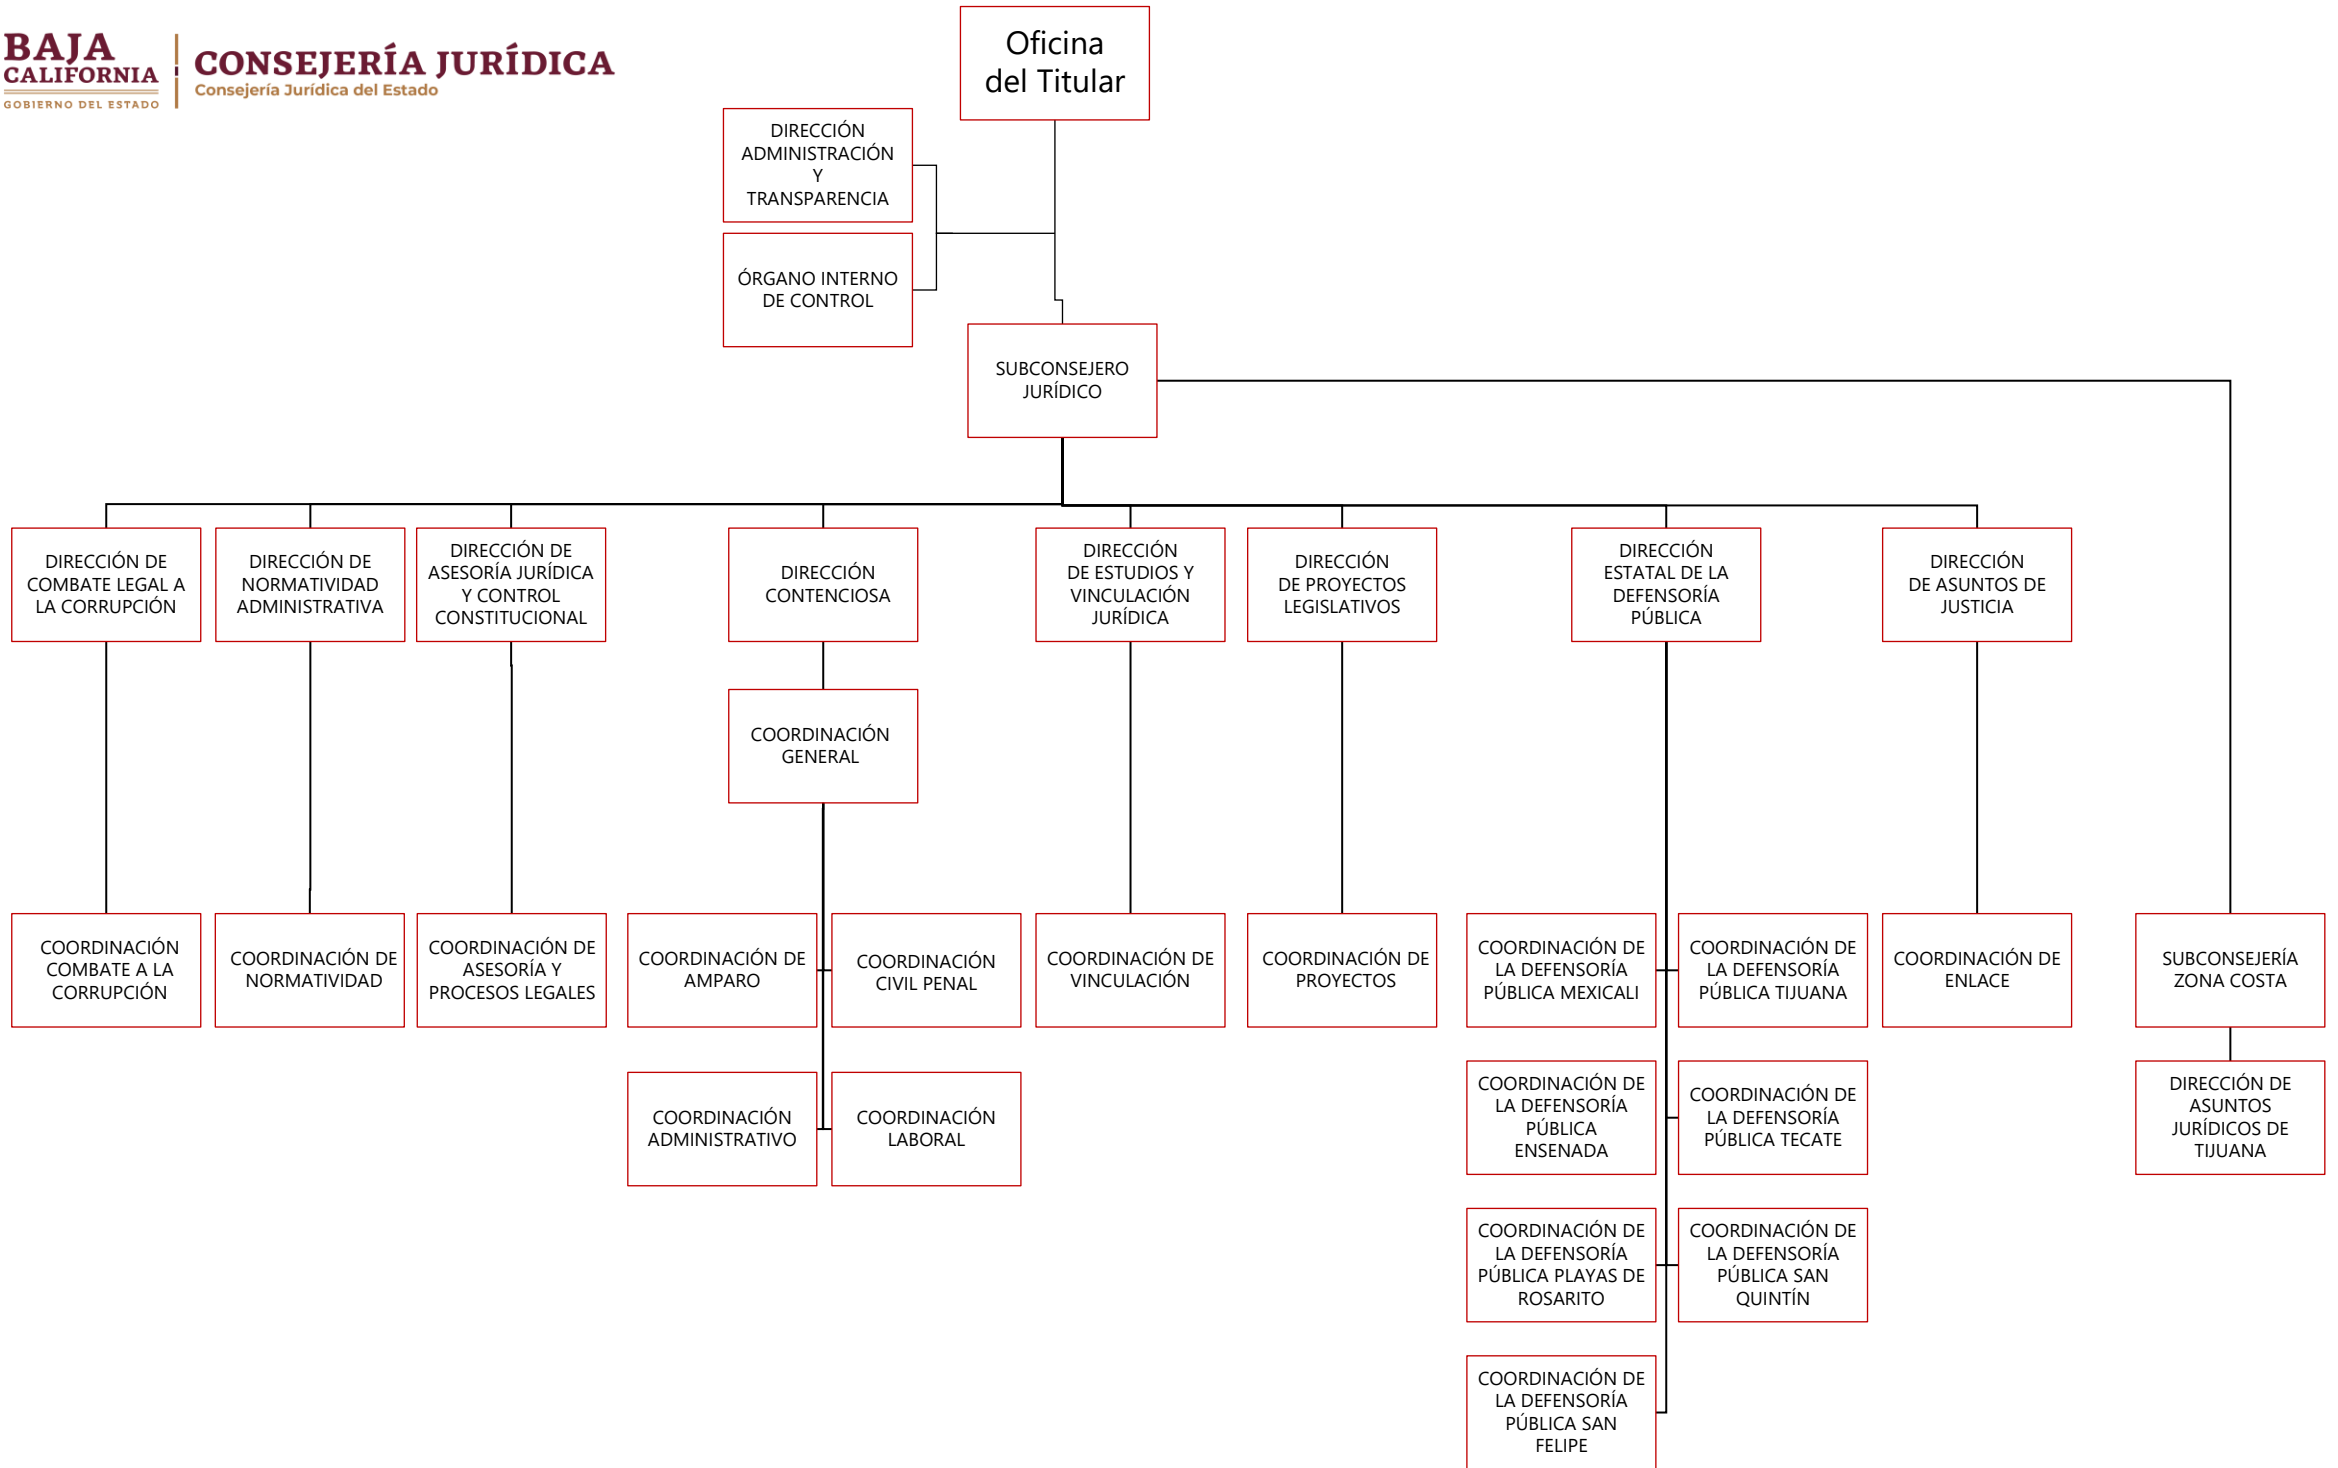 BAJA
CALIFORNIA
GOBIERNO DEL ESTADO
CONSEJERÍA JURÍDICA
Consejería Jurídica del Estado
Oficina
del Titular
DIRECCIÓN
ADMINISTRACIÓN
Y
TRANSPARENCIA
ÓRGANO INTERNO
DE CONTROL
SUBCONSEJERO
JURÍDICO
DIRECCIÓN DE
COMBATE LEGAL A
LA CORRUPCIÓN
DIRECCIÓN DE
NORMATIVIDAD
ADMINISTRATIVA
DIRECCIÓN DE
ASESORÍA JURÍDICA
Y CONTROL
CONSTITUCIONAL
DIRECCIÓN
CONTENCIOSA
DIRECCIÓN
DE ESTUDIOS Y
VINCULACIÓN
JURÍDICA
DIRECCIÓN
DE PROYECTOS
LEGISLATIVOS
DIRECCIÓN
ESTATAL DE LA
DEFENSORÍA
PÚBLICA
DIRECCIÓN
DE ASUNTOS DE
JUSTICIA
COORDINACIÓN
GENERAL
COORDINACIÓN
COMBATE A LA
CORRUPCIÓN
COORDINACIÓN DE
NORMATIVIDAD
COORDINACIÓN DE
ASESORÍA Y
PROCESOS LEGALES
COORDINACIÓN DE
AMPARO
COORDINACIÓN
CIVIL PENAL
COORDINACIÓN DE
VINCULACIÓN
COORDINACIÓN DE
PROYECTOS
COORDINACIÓN DE
LA DEFENSORÍA
PÚBLICA MEXICALI
COORDINACIÓN DE
LA DEFENSORÍA
PÚBLICA TIJUANA
COORDINACIÓN DE
ENLACE
SUBCONSEJERÍA
ZONA COSTA
COORDINACIÓN
ADMINISTRATIVO
COORDINACIÓN
LABORAL
COORDINACIÓN DE
LA DEFENSORÍA
PÚBLICA
ENSENADA
COORDINACIÓN DE
LA DEFENSORÍA
PÚBLICA TECATE
DIRECCIÓN DE
ASUNTOS
JURÍDICOS DE
TIJUANA
COORDINACIÓN DE
LA DEFENSORÍA
PÚBLICA PLAYAS DE
ROSARITO
COORDINACIÓN DE
LA DEFENSORÍA
PÚBLICA SAN
QUINTÍN
COORDINACIÓN DE
LA DEFENSORÍA
PÚBLICA SAN
FELIPE